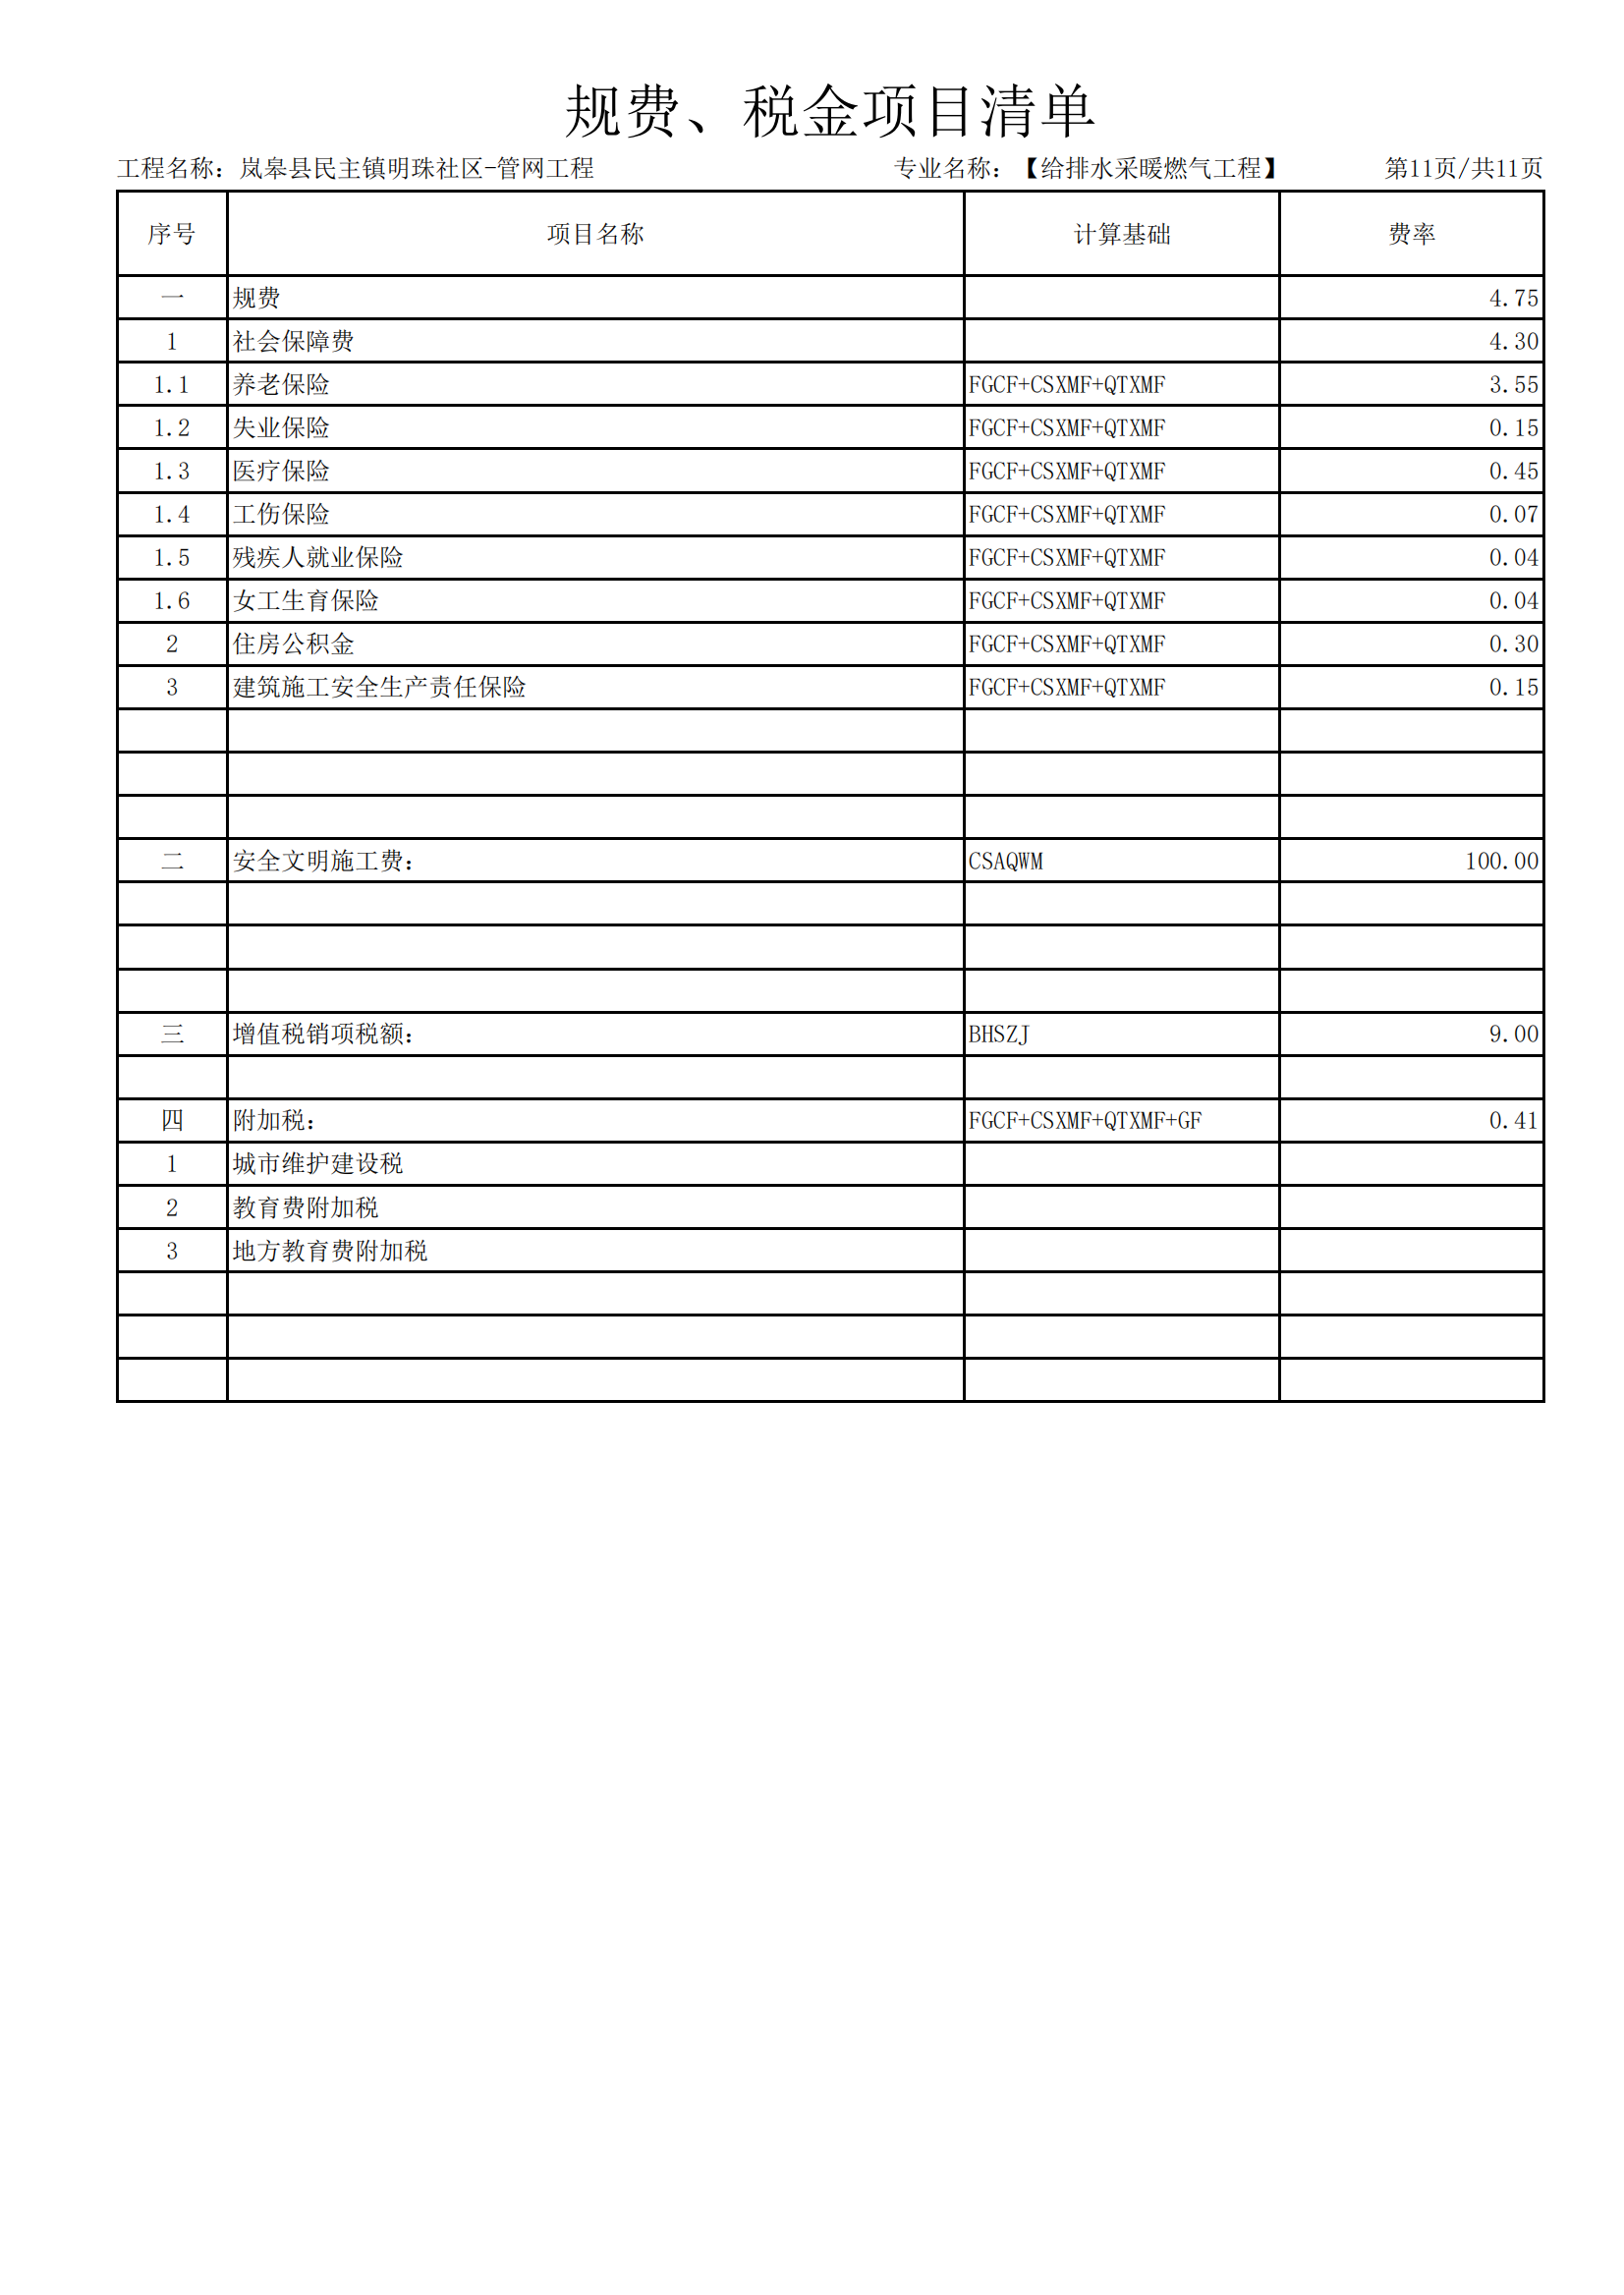 规费、税金项目清单
工程名称：岚皋县民主镇明珠社区-管网工程 专业名称：【给排水采暖燃气工程】 第11页/共11页
序号 项目名称 计算基础 费率
一 规费 4.75
1 社会保障费 4.30
1.1 养老保险 FGCF+CSXMF+QTXMF 3.55
1.2 失业保险 FGCF+CSXMF+QTXMF 0.15
1.3 医疗保险 FGCF+CSXMF+QTXMF 0.45
1.4 工伤保险 FGCF+CSXMF+QTXMF 0.07
1.5 残疾人就业保险 FGCF+CSXMF+QTXMF 0.04
1.6 女工生育保险 FGCF+CSXMF+QTXMF 0.04
2 住房公积金 FGCF+CSXMF+QTXMF 0.30
3 建筑施工安全生产责任保险 FGCF+CSXMF+QTXMF 0.15
二 安全文明施工费： CSAQWM 100.00
三 增值税销项税额： BHSZJ 9.00
四 附加税： FGCF+CSXMF+QTXMF+GF 0.41
1 城市维护建设税
2 教育费附加税
3 地方教育费附加税